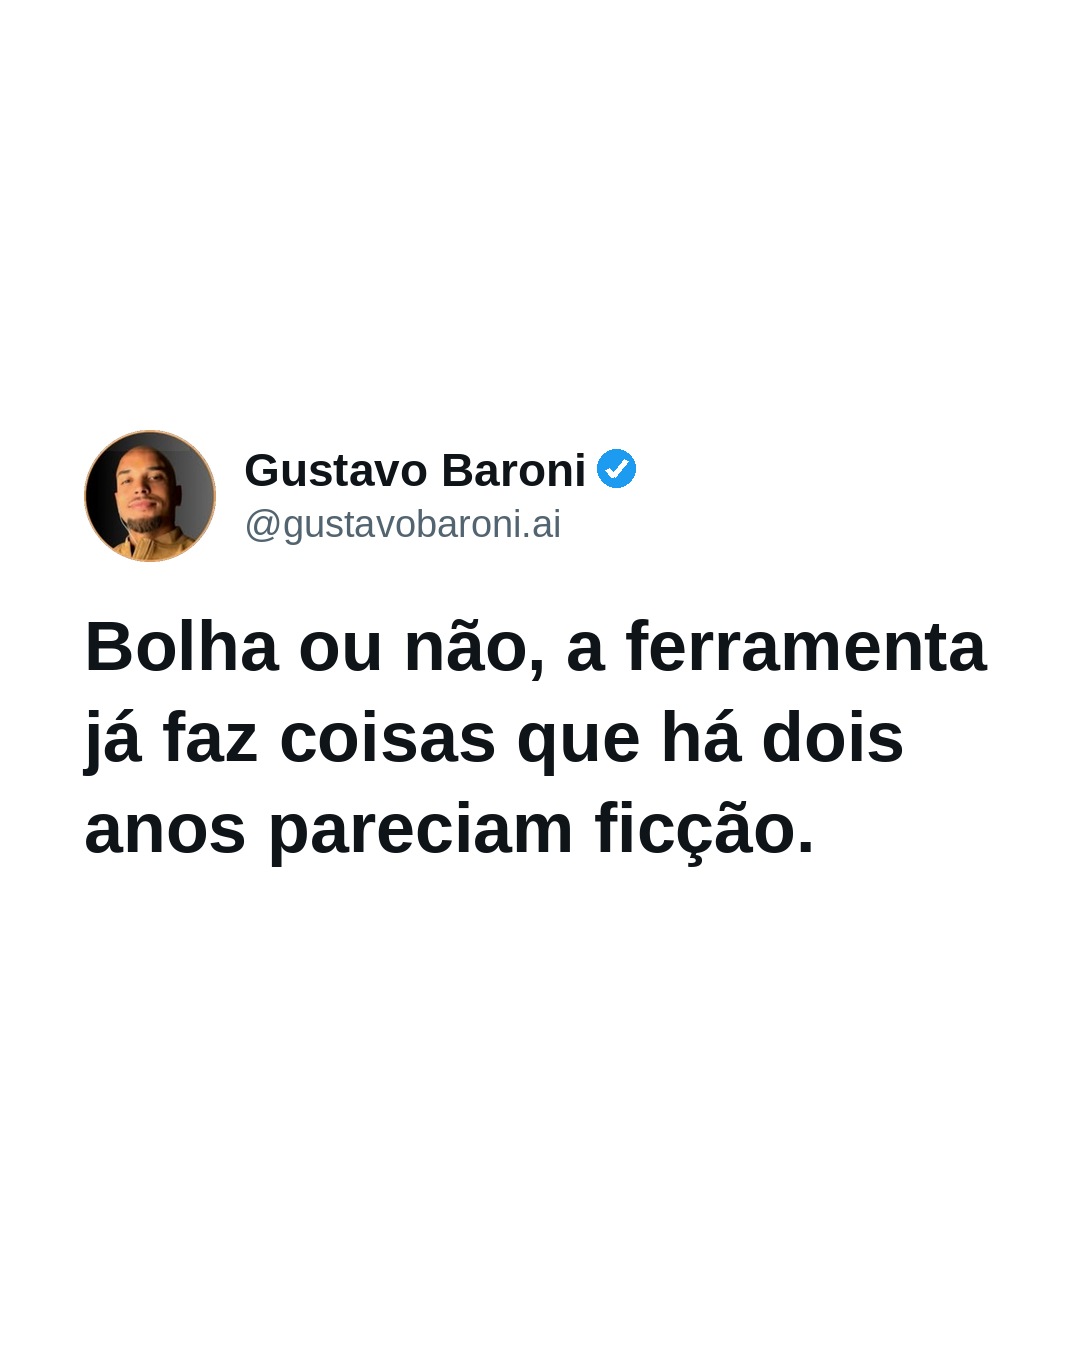 Gustavo Baroni
@gustavobaroni.ai
Bolha ou não, a ferramenta
já faz coisas que há dois
anos pareciam ficção.